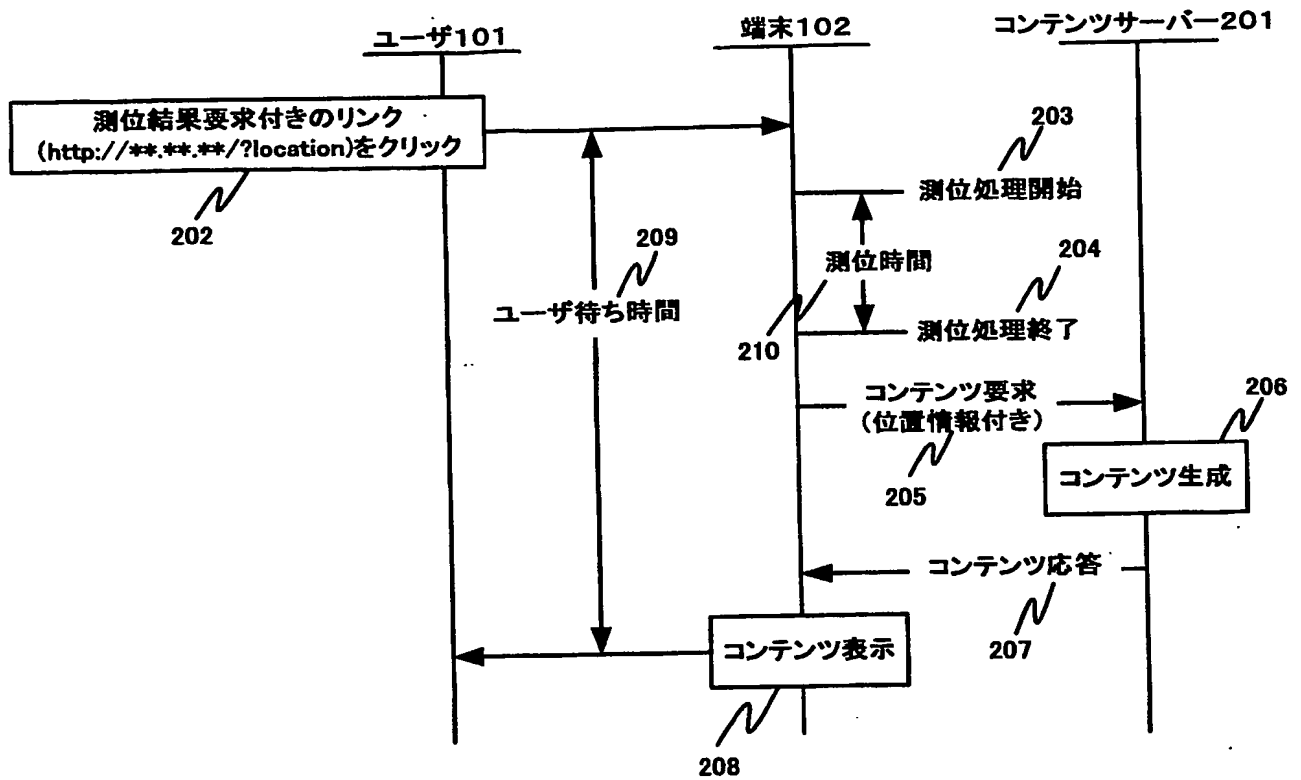 ユーザ101
端末102
コンテンツサーバー201
測位結果要求付きのリンク
(http://**.**.**/?location)をクリック
202
203
測位処理開始
209
測位時間
204
ユーザ待ち時間
210
測位処理終了
コンテンツ要求
(位置情報付き)
206
205
コンテンツ生成
コンテンツ応答
207
コンテンツ表示
208